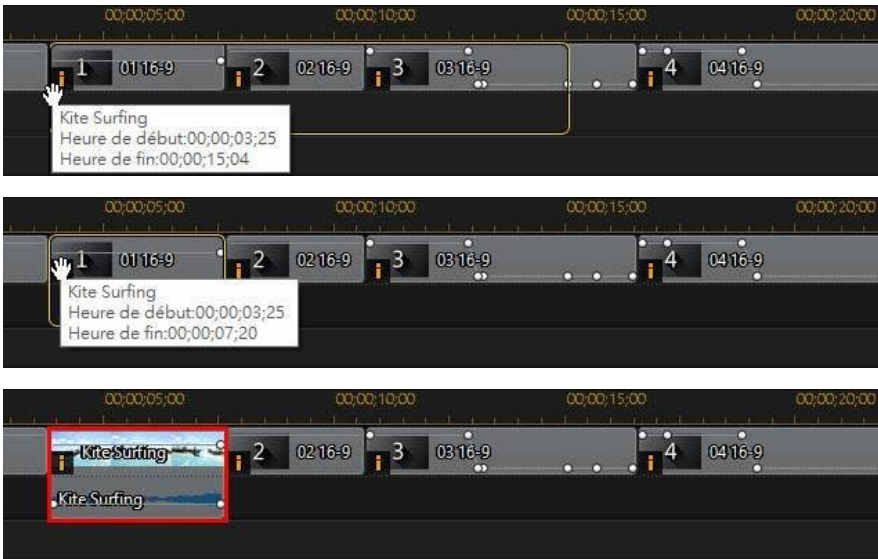 00;00;05;00 00;00;10;00 00;00;15;00 00;00;20;00
1 01 16-9 2 02 16-9 3 03 16-9 4 04 16-9
Kite Surfing
Heure de début:00;00;03;25
Heure de fin:00;00;15;04
00;00;05;00 00;00;10;00 00;00;15;00 00;00;20;00
1 01 16-9 2 02 16-9 3 03 16-9 4 04 16-9
Kite Surfing
Heure de début:00;00;03;25
Heure de fin:00;00;07;20
00;00;05;00 00;00;10;00 00;00;15;00 00;00;20;00
Kite Surfing 2 02 16-9 3 03 16-9 4 04 16-9
Kite Surfing